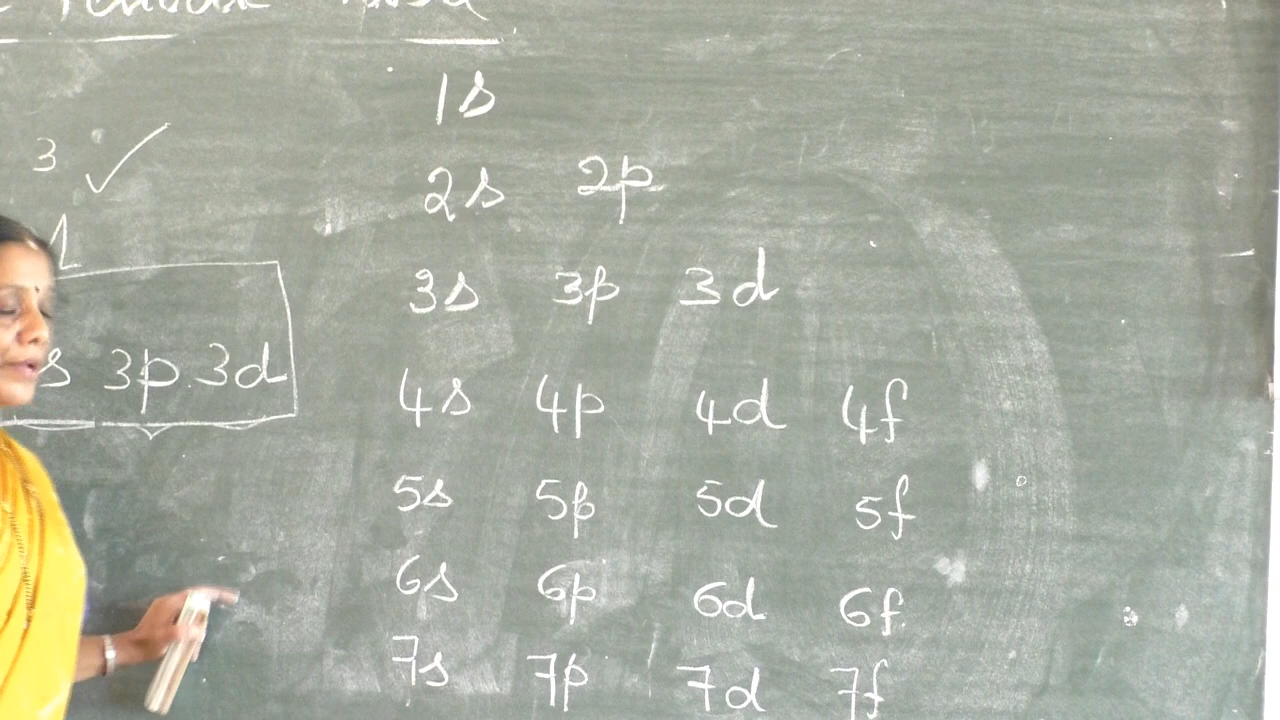 1s
3 ✓
2s 2p
3s 3p 3d
s 3p 3d
4s 4p 4d 4f
5s 5p 5d 5f
6s 6p 6d 6f
7s 7p 7d 7f